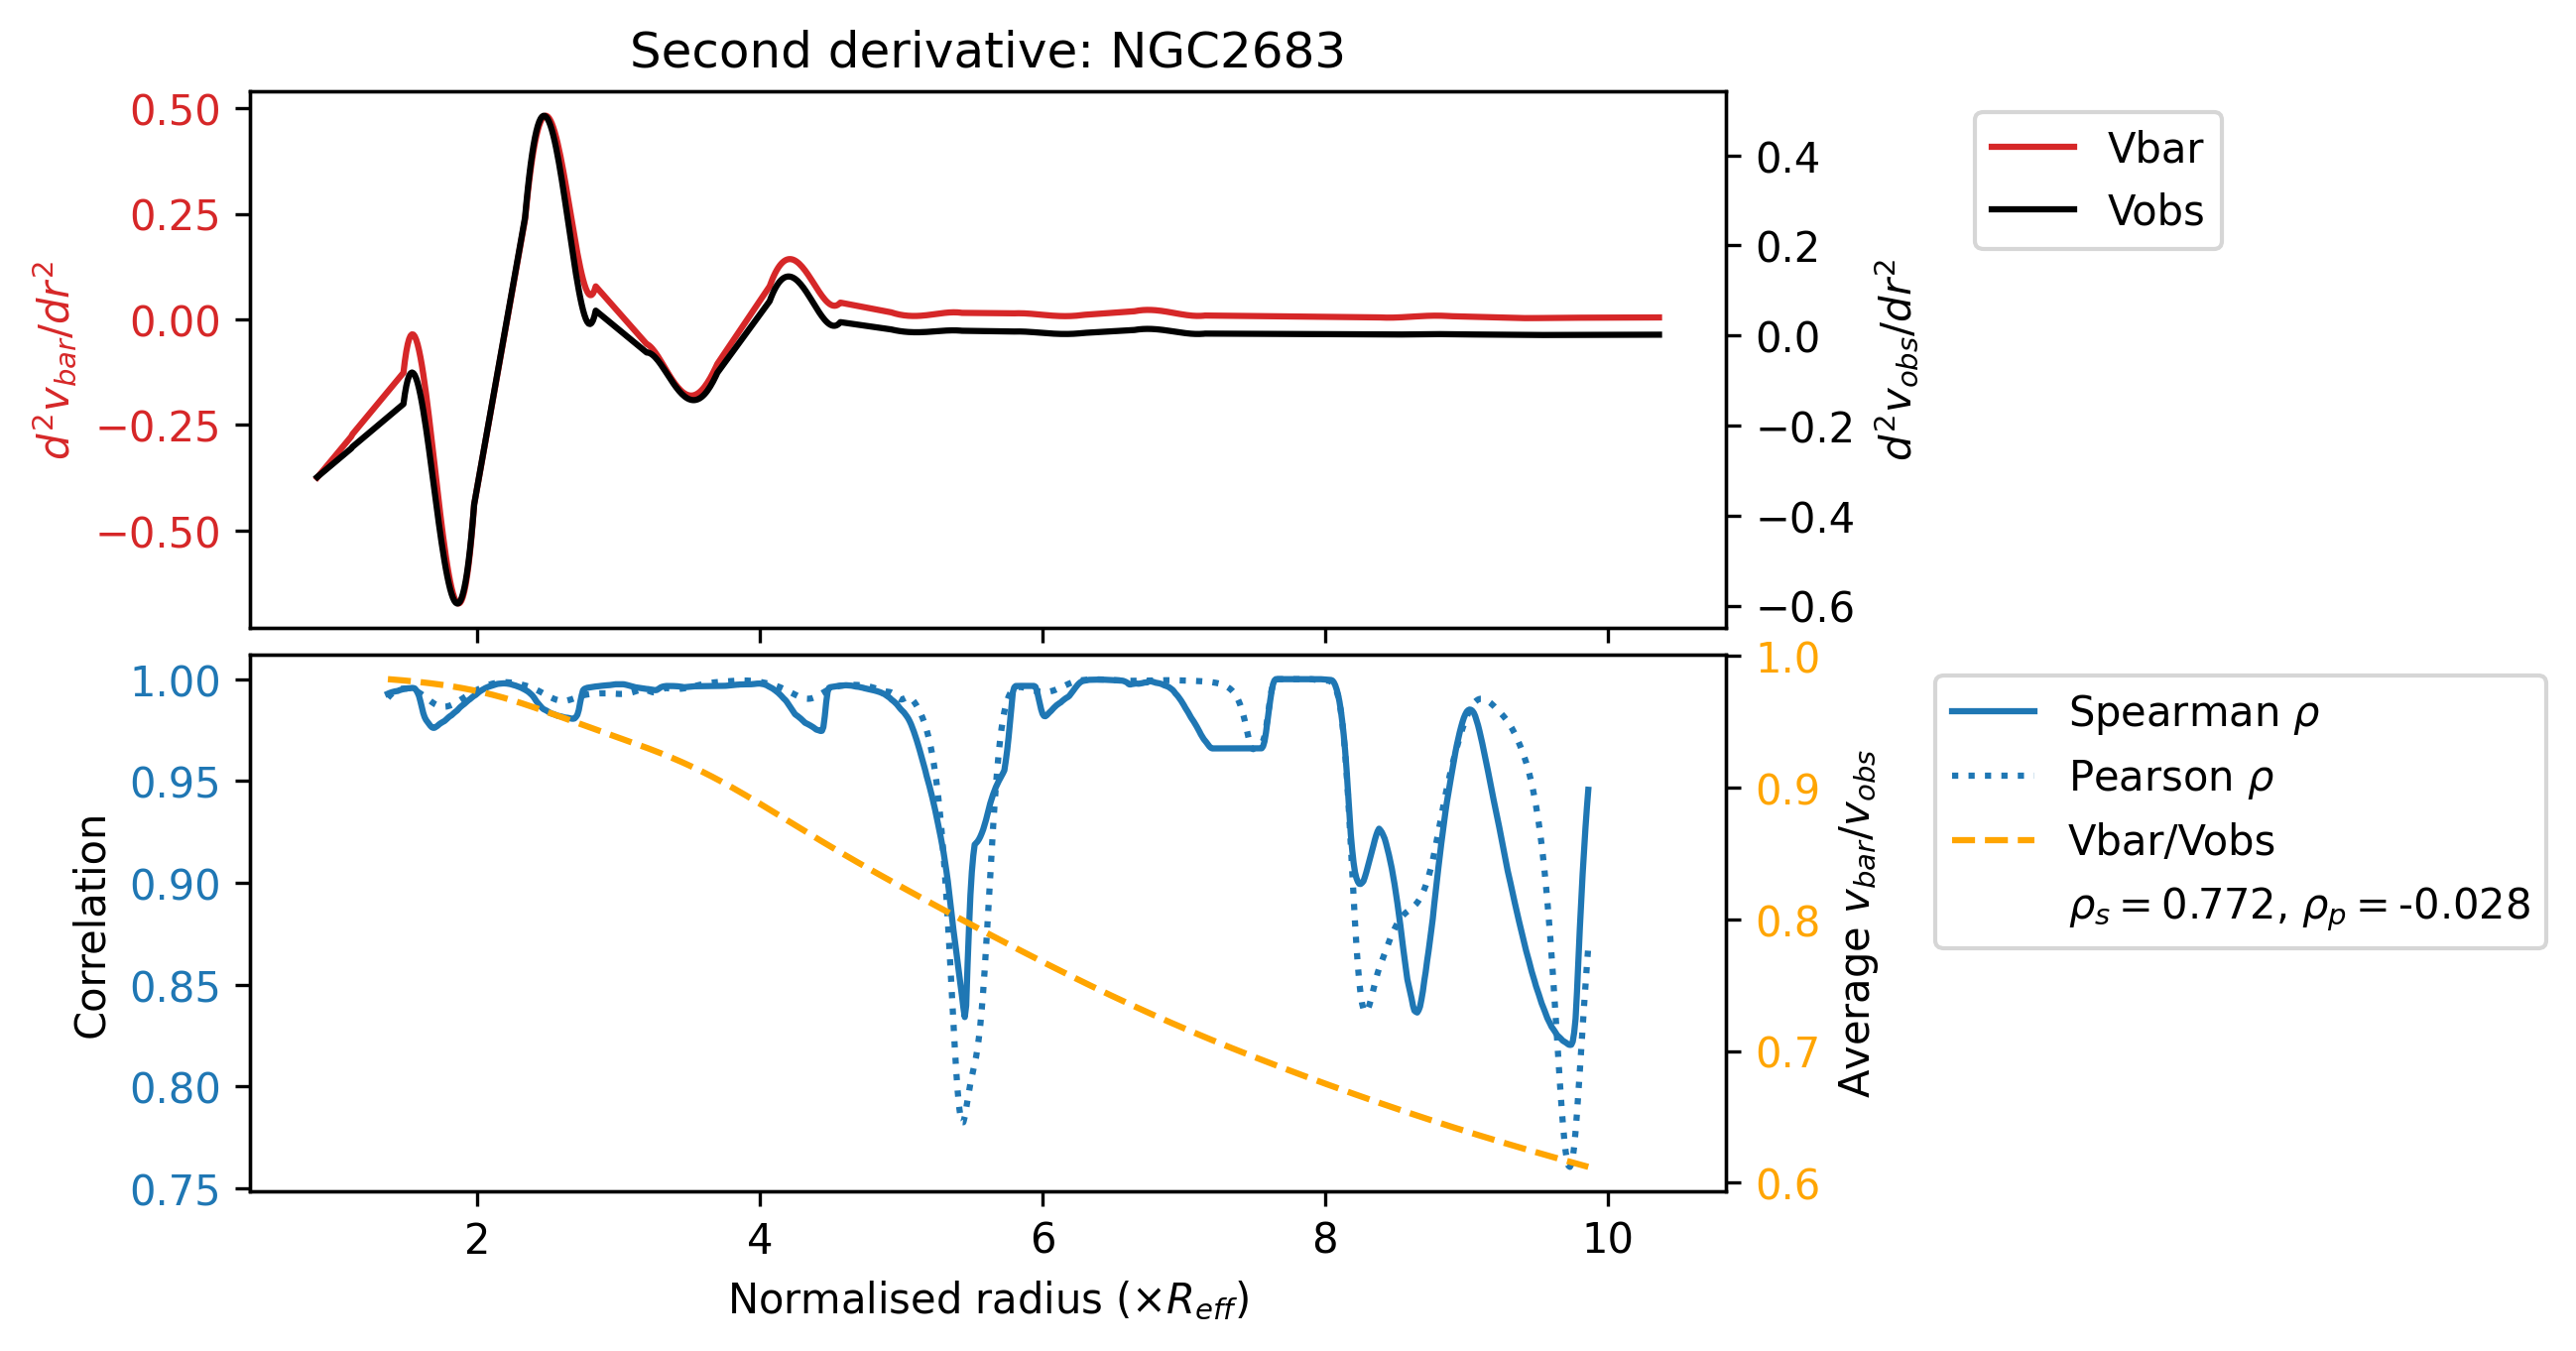 Second derivative: NGC2683
0.50
0.25
0.00
−0.25
−0.50
d²v_bar/dr²
0.4
0.2
0.0
−0.2
−0.4
−0.6
d²v_obs/dr²
Vbar
Vobs
1.00
0.95
0.90
0.85
0.80
0.75
Correlation
1.0
0.9
0.8
0.7
0.6
Average v_bar/v_obs
Spearman ρ
Pearson ρ
Vbar/Vobs
ρ_s = 0.772, ρ_p = -0.028
2 4 6 8 10
Normalised radius (×R_eff)